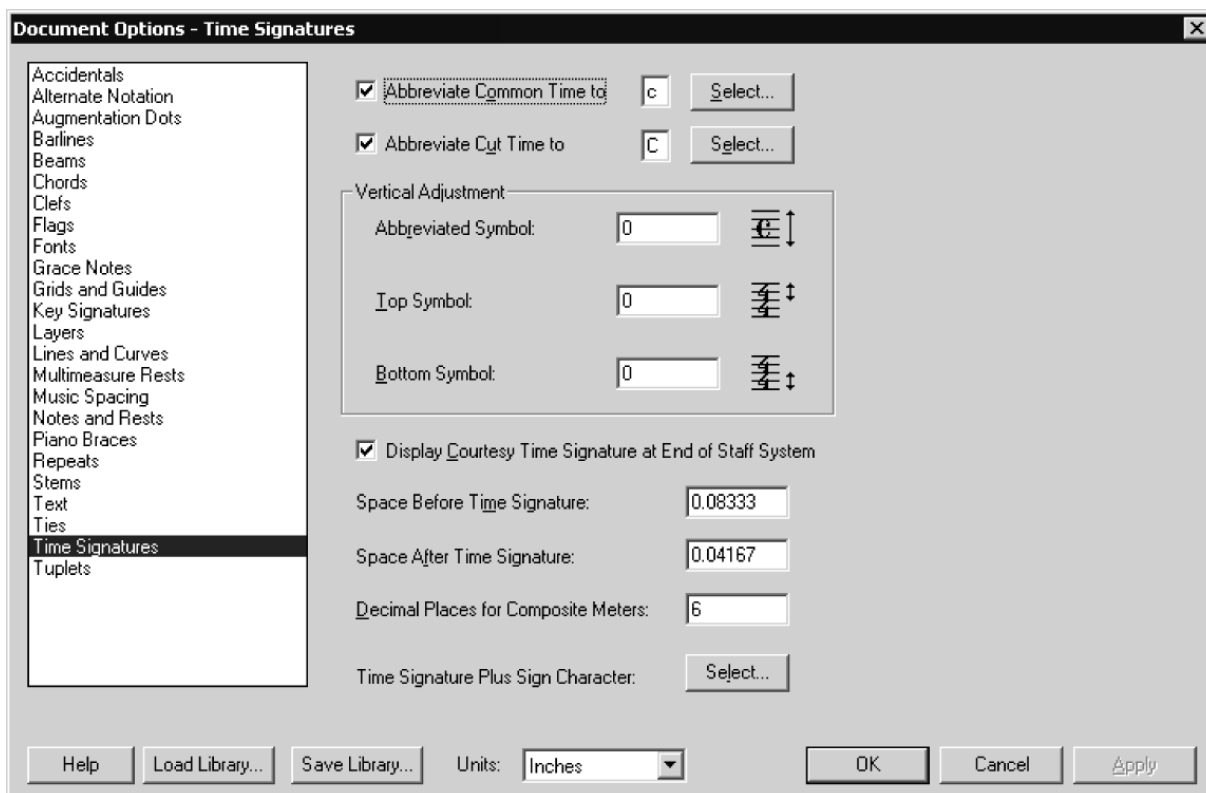 Document Options - Time Signatures
Accidentals
Alternate Notation
Augmentation Dots
Barlines
Beams
Chords
Clefs
Flags
Fonts
Grace Notes
Grids and Guides
Key Signatures
Layers
Lines and Curves
Multimeasure Rests
Music Spacing
Notes and Rests
Piano Braces
Repeats
Stems
Text
Ties
Time Signatures
Tuplets
Abbreviate Common Time to c Select...
Abbreviate Cut Time to C Select...
Vertical Adjustment
Abbreviated Symbol: 0
Top Symbol: 0
Bottom Symbol: 0
Display Courtesy Time Signature at End of Staff System
Space Before Time Signature: 0.08333
Space After Time Signature: 0.04167
Decimal Places for Composite Meters: 6
Time Signature Plus Sign Character: Select...
Help Load Library... Save Library... Units: Inches OK Cancel Apply